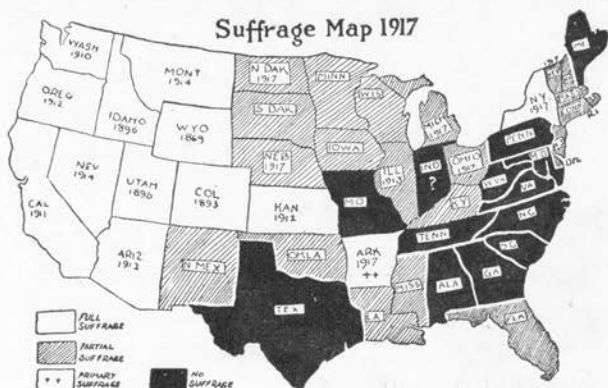 Suffrage Map 1917
WASH
1910
OREG
1912
CAL
1911
NEV
1914
IDAHO
1896
MONT
1914
WYO
1869
UTAH
1896
COL
1893
ARIZ
1912
N MEX
N DAK
1917
S DAK
NEB
1917
KAN
1912
OKLA
TEX
MINN
IOWA
MO
ARK
1917
++
LA
WIS
ILL
1913
MICH
1917
IND
?
OHIO
1917
KY
TENN
MISS
ALA
GA
FLA
S.C.
N.C.
VA
W.VA
M.D.
DEL
PENN
N.Y.
1917
ME
FULL
SUFFRAGE
PARTIAL
SUFFRAGE
++
PRIMARY
SUFFRAGE
NO
SUFFRAGE